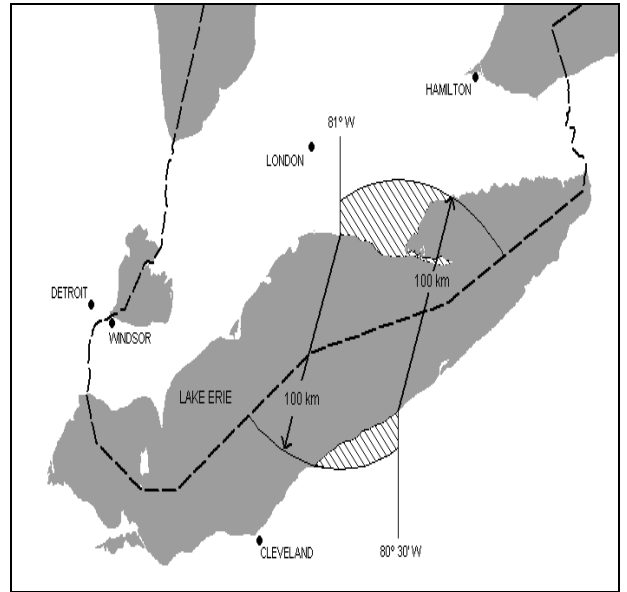 HAMILTON
81° W
LONDON
100 km
DETROIT
WINDSOR
LAKE ERIE
100 km
CLEVELAND
80° 30' W